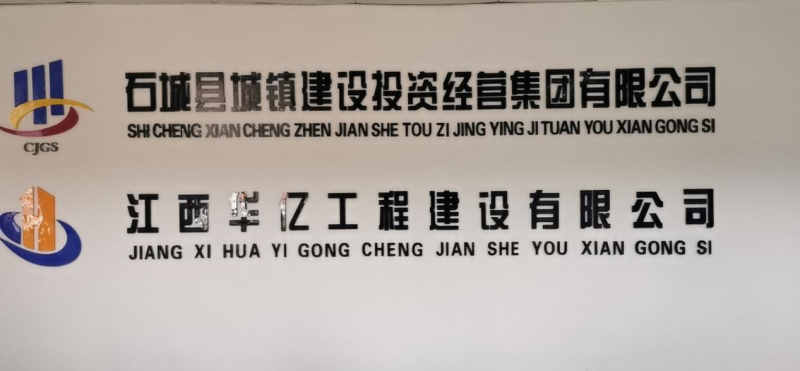 石城县城镇建设投资经营集团有限公司
SHI CHENG XIAN CHENG ZHEN JIAN SHE TOU ZI JING YING JI TUAN YOU XIAN GONG SI
CJGS
江西华亿工程建设有限公司
JIANG XI HUA YI GONG CHENG JIAN SHE YOU XIAN GONG SI